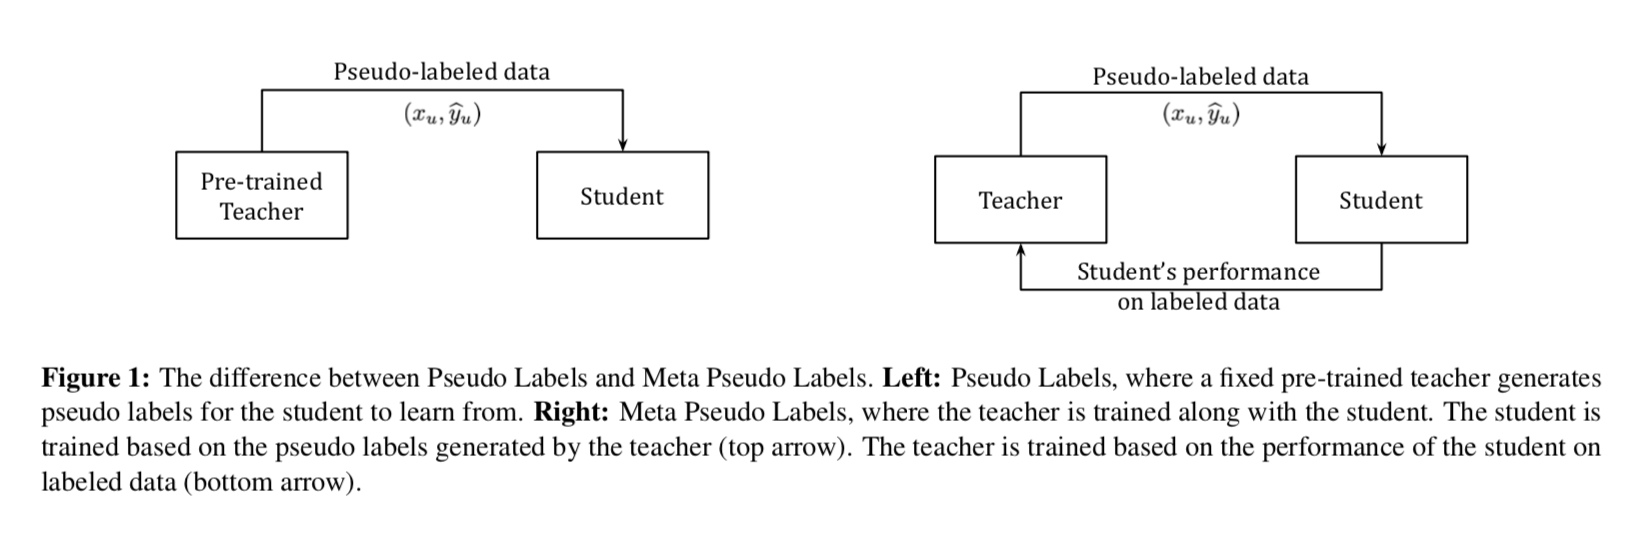 Pseudo-labeled data
(x_u, ŷ_u)
Pre-trained
Teacher
Student
Pseudo-labeled data
(x_u, ŷ_u)
Teacher
Student
Student's performance
on labeled data
Figure 1: The difference between Pseudo Labels and Meta Pseudo Labels. Left: Pseudo Labels, where a fixed pre-trained teacher generates
pseudo labels for the student to learn from. Right: Meta Pseudo Labels, where the teacher is trained along with the student. The student is
trained based on the pseudo labels generated by the teacher (top arrow). The teacher is trained based on the performance of the student on
labeled data (bottom arrow).